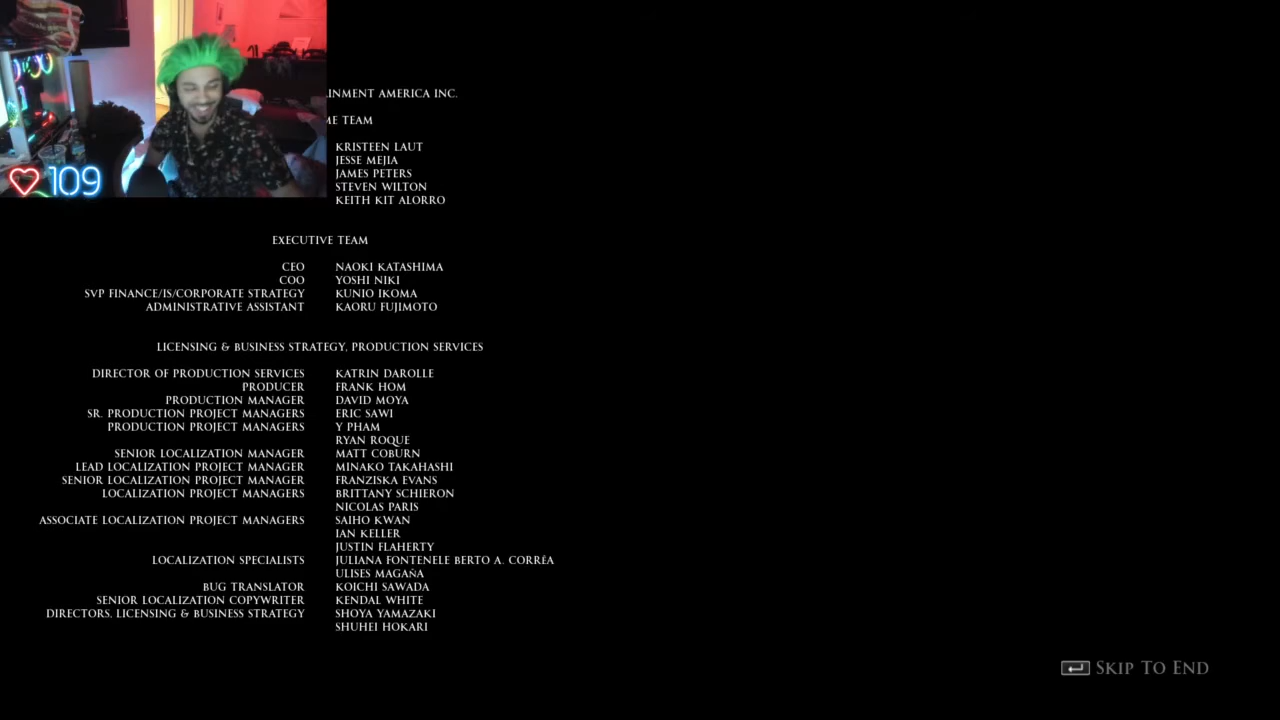 109
INMENT AMERICA INC.
ME TEAM
KRISTEEN LAUT
JESSE MEJIA
JAMES PETERS
STEVEN WILTON
KEITH KIT ALORRO
EXECUTIVE TEAM
CEO NAOKI KATASHIMA
COO YOSHI NIKI
SVP FINANCE/IS/CORPORATE STRATEGY KUNIO IKOMA
ADMINISTRATIVE ASSISTANT KAORU FUJIMOTO
LICENSING & BUSINESS STRATEGY, PRODUCTION SERVICES
DIRECTOR OF PRODUCTION SERVICES KATRIN DAROLLE
PRODUCER FRANK HOM
PRODUCTION MANAGER DAVID MOYA
SR. PRODUCTION PROJECT MANAGERS ERIC SAWI
PRODUCTION PROJECT MANAGERS Y PHAM
RYAN ROQUE
SENIOR LOCALIZATION MANAGER MATT COBURN
LEAD LOCALIZATION PROJECT MANAGER MINAKO TAKAHASHI
SENIOR LOCALIZATION PROJECT MANAGER FRANZISKA EVANS
LOCALIZATION PROJECT MANAGERS BRITTANY SCHIERON
NICOLAS PARIS
ASSOCIATE LOCALIZATION PROJECT MANAGERS SAIHO KWAN
IAN KELLER
JUSTIN FLAHERTY
LOCALIZATION SPECIALISTS JULIANA FONTENELE BERTO A. CORRÊA
ULISES MAGAÑA
BUG TRANSLATOR KOICHI SAWADA
SENIOR LOCALIZATION COPYWRITER KENDAL WHITE
DIRECTORS, LICENSING & BUSINESS STRATEGY SHOYA YAMAZAKI
SHUHEI HOKARI
SKIP TO END